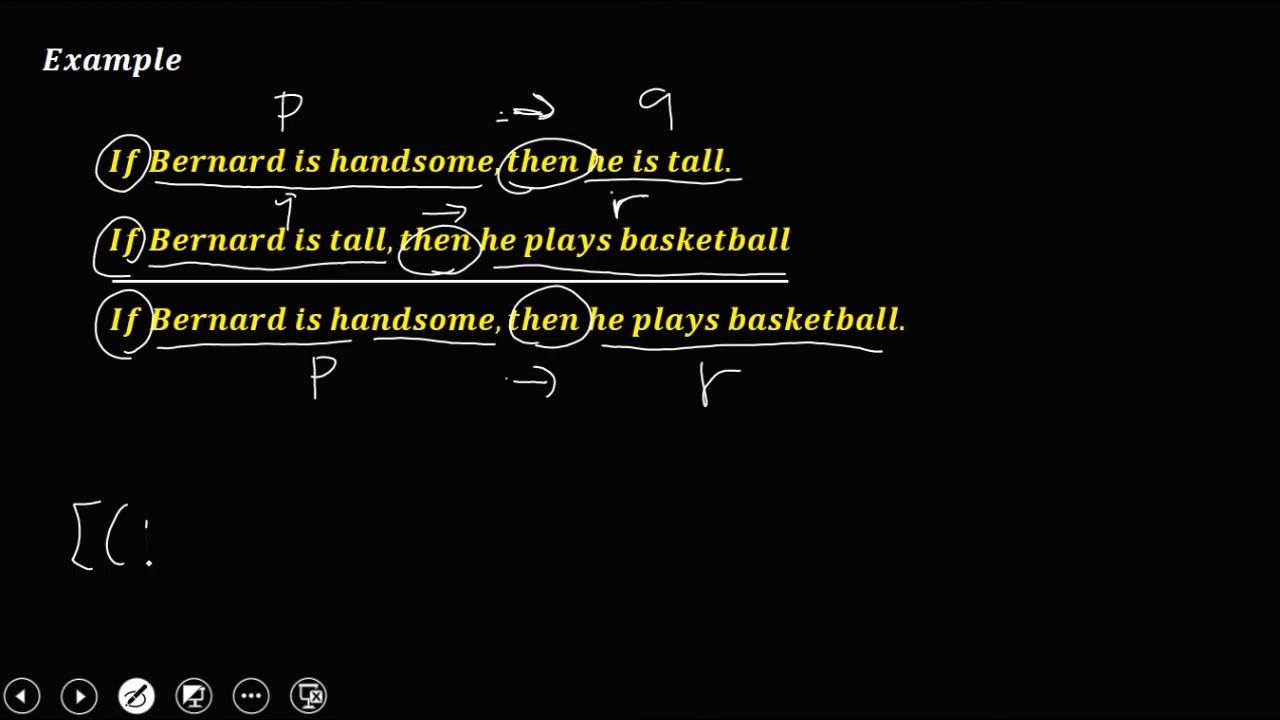 Example
P → q
If Bernard is handsome, then he is tall.
q → r
If Bernard is tall, then he plays basketball
If Bernard is handsome, then he plays basketball.
P → r
[(